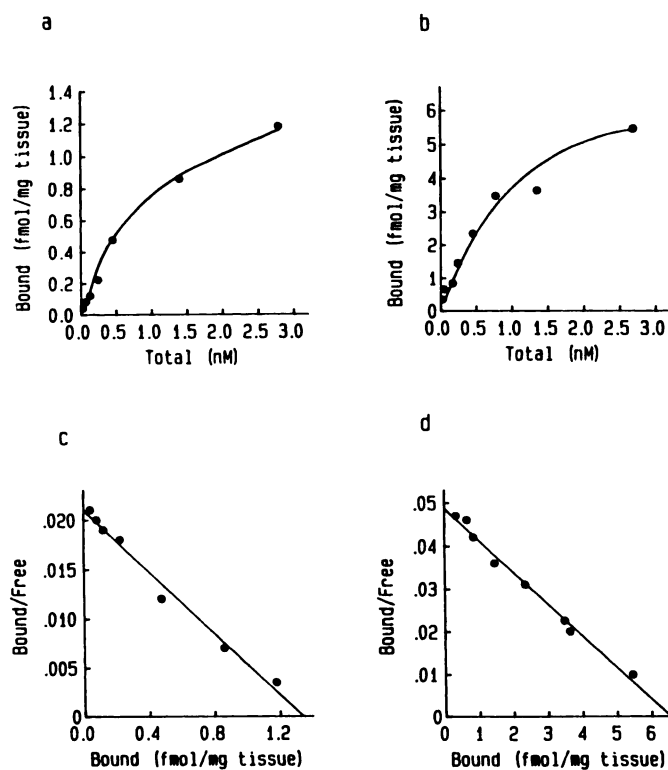 a
b
Bound (fmol/mg tissue)
1.4
1.2
1.0
0.8
0.6
0.4
0.2
0.0
0.0 0.5 1.0 1.5 2.0 2.5 3.0
Total (nM)
Bound (fmol/mg tissue)
6
5
4
3
2
1
0
0.0 0.5 1.0 1.5 2.0 2.5 3.0
Total (nM)
c
d
Bound/Free
.020
.015
.010
.005
0
0 0.4 0.8 1.2
Bound (fmol/mg tissue)
Bound/Free
.05
.04
.03
.02
.01
0
0 1 2 3 4 5 6
Bound (fmol/mg tissue)